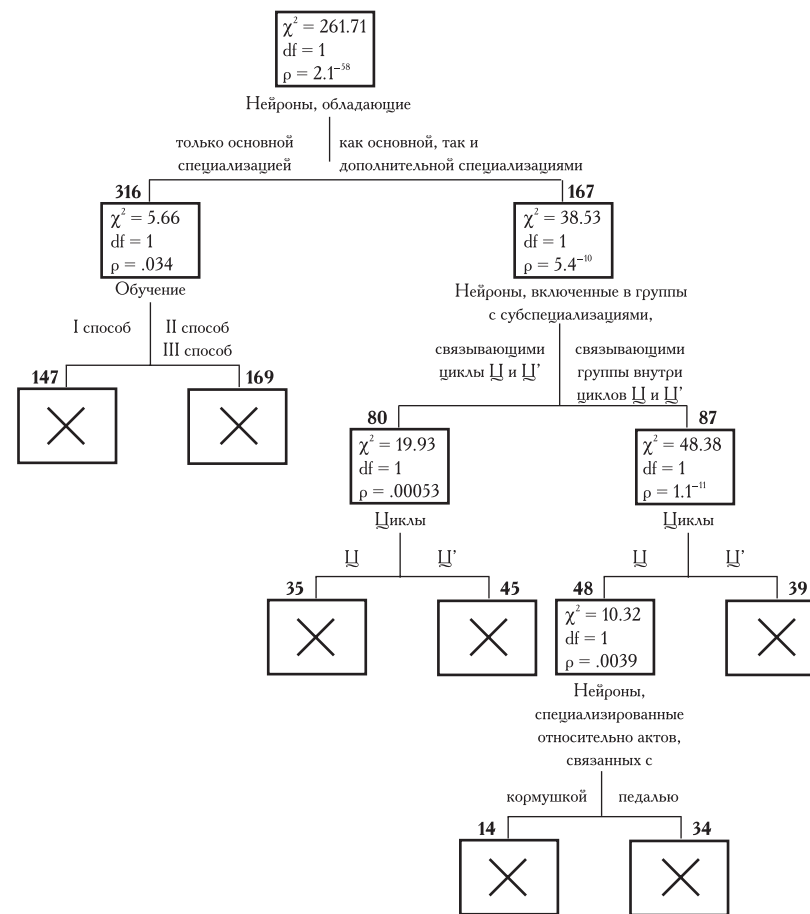 χ² = 261.71
df = 1
ρ = 2.1⁻⁵⁸
Нейроны, обладающие
только основной
специализацией
как основной, так и
дополнительной специализациями
316
χ² = 5.66
df = 1
ρ = .034
167
χ² = 38.53
df = 1
ρ = 5.4⁻¹⁰
Обучение
I способ
II способ
III способ
147
169
Нейроны, включенные в группы
с субспециализациями,
связывающими
циклы Ц и Ц’
связывающими
группы внутри
циклов Ц и Ц’
80
χ² = 19.93
df = 1
ρ = .00053
87
χ² = 48.38
df = 1
ρ = 1.1⁻¹¹
Циклы
Ц
Ц’
Циклы
Ц
Ц’
35
45
48
χ² = 10.32
df = 1
ρ = .0039
39
Нейроны,
специализированные
относительно актов,
связанных с
кормушкой
педалью
14
34